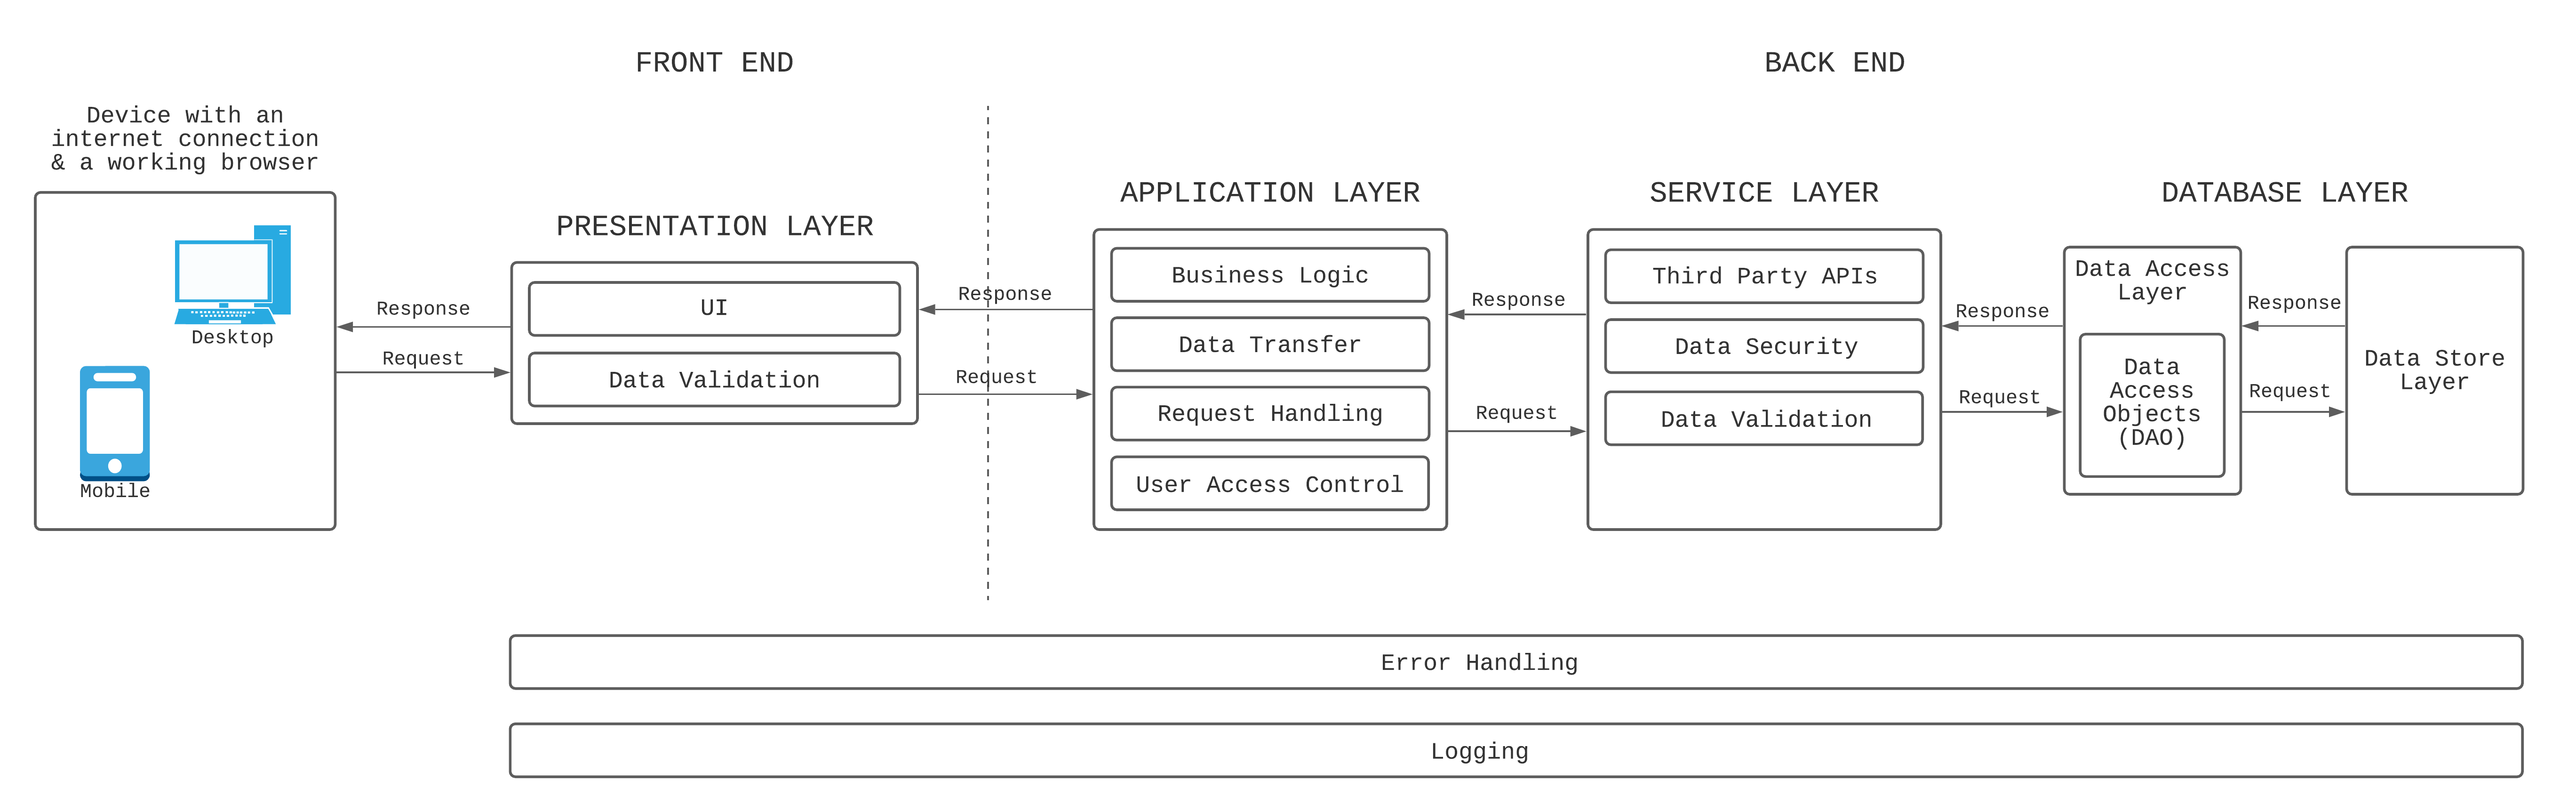 FRONT END
BACK END
Device with an
internet connection
& a working browser
Desktop
Mobile
Response
Request
PRESENTATION LAYER
UI
Data Validation
Response
Request
APPLICATION LAYER
Business Logic
Data Transfer
Request Handling
User Access Control
Response
Request
SERVICE LAYER
Third Party APIs
Data Security
Data Validation
Response
Request
DATABASE LAYER
Data Access
Layer
Data
Access
Objects
(DAO)
Response
Request
Data Store
Layer
Error Handling
Logging